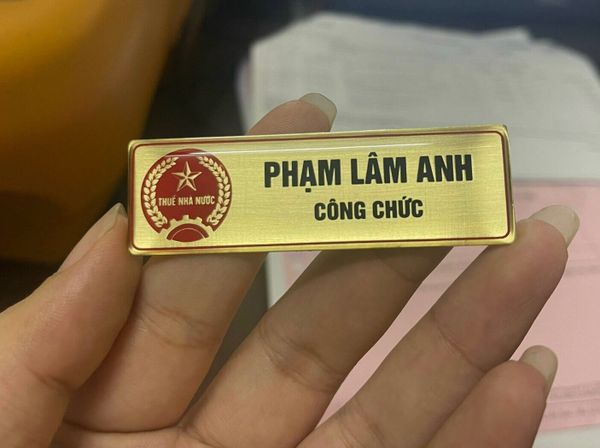 THUẾ NHÀ NƯỚC
PHẠM LÂM ANH
CÔNG CHỨC